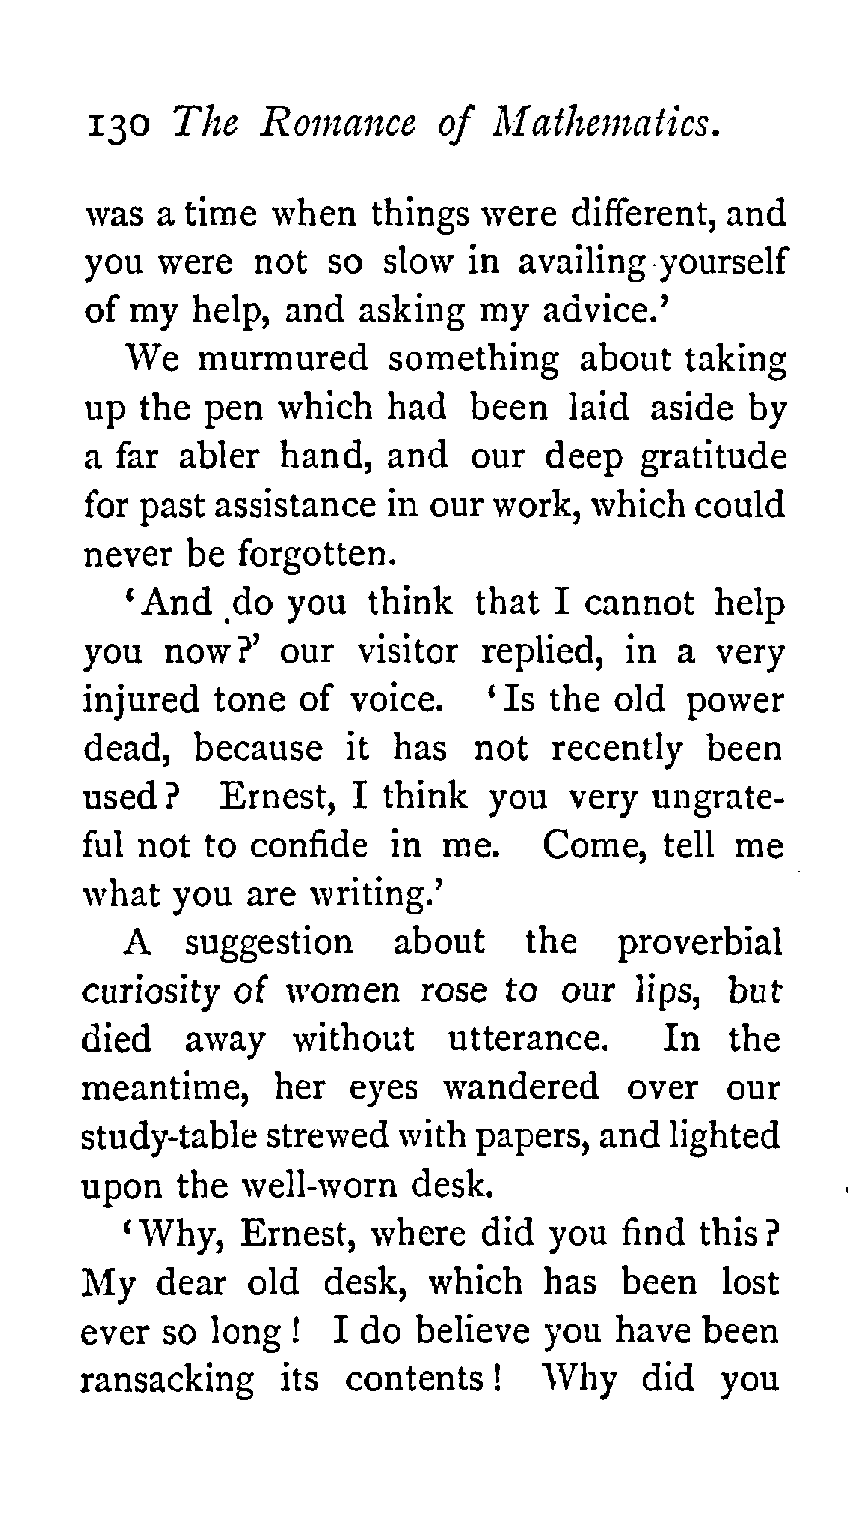 130 The Romance of Mathematics.
was a time when things were different, and
you were not so slow in availing yourself
of my help, and asking my advice.’
We murmured something about taking
up the pen which had been laid aside by
a far abler hand, and our deep gratitude
for past assistance in our work, which could
never be forgotten.
‘And do you think that I cannot help
you now?’ our visitor replied, in a very
injured tone of voice. ‘Is the old power
dead, because it has not recently been
used? Ernest, I think you very ungrate-
ful not to confide in me. Come, tell me
what you are writing.’
A suggestion about the proverbial
curiosity of women rose to our lips, but
died away without utterance. In the
meantime, her eyes wandered over our
study-table strewed with papers, and lighted
upon the well-worn desk.
‘Why, Ernest, where did you find this?
My dear old desk, which has been lost
ever so long! I do believe you have been
ransacking its contents! Why did you